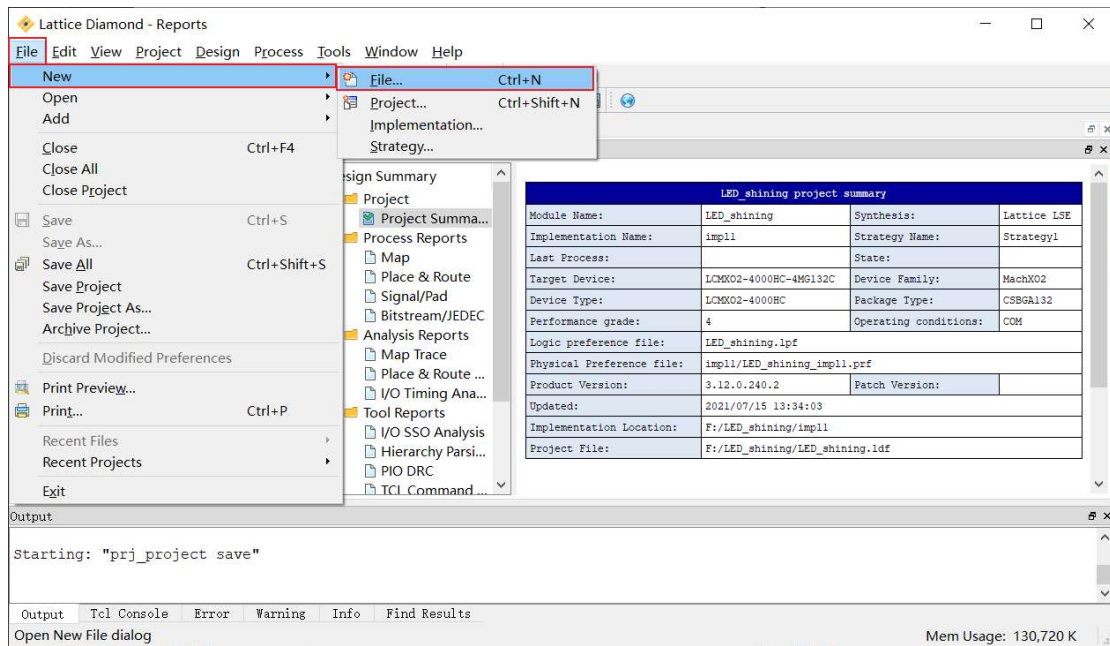 Lattice Diamond - Reports
File Edit View Project Design Process Tools Window Help
New
Open
Add
Close Ctrl+F4
Close All
Close Project
Save Ctrl+S
Save As...
Save All Ctrl+Shift+S
Save Project
Save Project As...
Archive Project...
Discard Modified Preferences
Print Preview...
Print... Ctrl+P
Recent Files
Recent Projects
Exit
File... Ctrl+N
Project... Ctrl+Shift+N
Implementation...
Strategy...
sign Summary
Project
Project Summa...
Process Reports
Map
Place & Route
Signal/Pad
Bitstream/JEDEC
Analysis Reports
Map Trace
Place & Route ...
I/O Timing Ana...
Tool Reports
I/O SSO Analysis
Hierarchy Parsi...
PIO DRC
TCL Command ...
LED_shining project summary
Module Name: LED_shining Synthesis: Lattice LSE
Implementation Name: impl1 Strategy Name: Strategy1
Last Process: State:
Target Device: LCMXO2-4000HC-4MG132C Device Family: MachXO2
Device Type: LCMXO2-4000HC Package Type: CSBGA132
Performance grade: 4 Operating conditions: COM
Logic preference file: LED_shining.lpf
Physical Preference file: impl1/LED_shining_impl1.prf
Product Version: 3.12.0.240.2 Patch Version:
Updated: 2021/07/15 13:34:03
Implementation Location: F:/LED_shining/impl1
Project File: F:/LED_shining/LED_shining.ldf
Output
Starting: "prj_project save"
Output Tcl Console Error Warning Info Find Results
Open New File dialog Mem Usage: 130,720 K